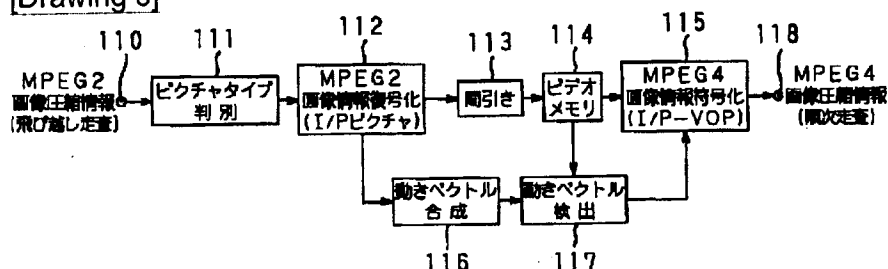 [Drawing 3]
110
111
112
113
114
115
118
MPEG2
画像圧縮情報
(飛び越し走査)
ピクチャタイプ
判別
MPEG2
画像情報復号化
(I/Pピクチャ)
間引き
ビデオ
メモリ
MPEG4
画像情報符号化
(I/P-VOP)
MPEG4
画像圧縮情報
(順次走査)
動きベクトル
合成
動きベクトル
検出
116
117